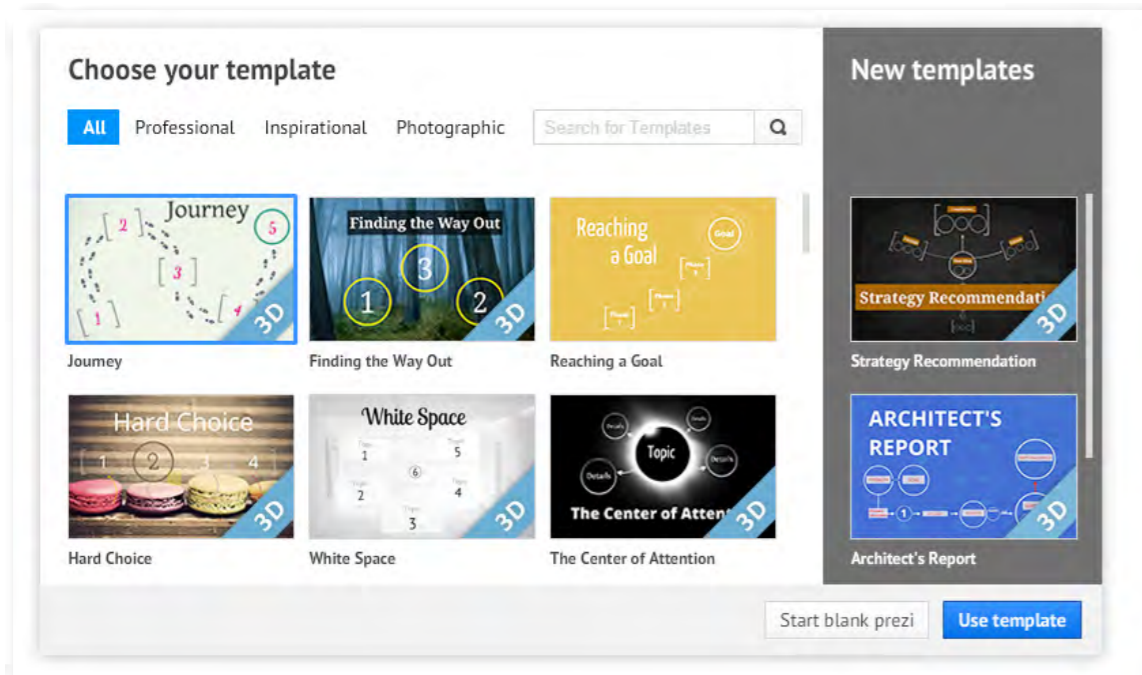 Choose your template
New templates
All Professional Inspirational Photographic Search for Templates
Journey
5
2
3
1
4
3D
Journey
Finding the Way Out
3
1
2
3D
Finding the Way Out
Reaching
a Goal
Goal
Reaching a Goal
Strategy Recommendati
3D
Strategy Recommendation
Hard Choice
1 2 3 4
3D
Hard Choice
White Space
1
5
6
2
4
3
3D
White Space
Details
Details
Topic
Details
Details
The Center of Atten
3D
The Center of Attention
ARCHITECT'S
REPORT
1
3D
Architect's Report
Start blank prezi Use template